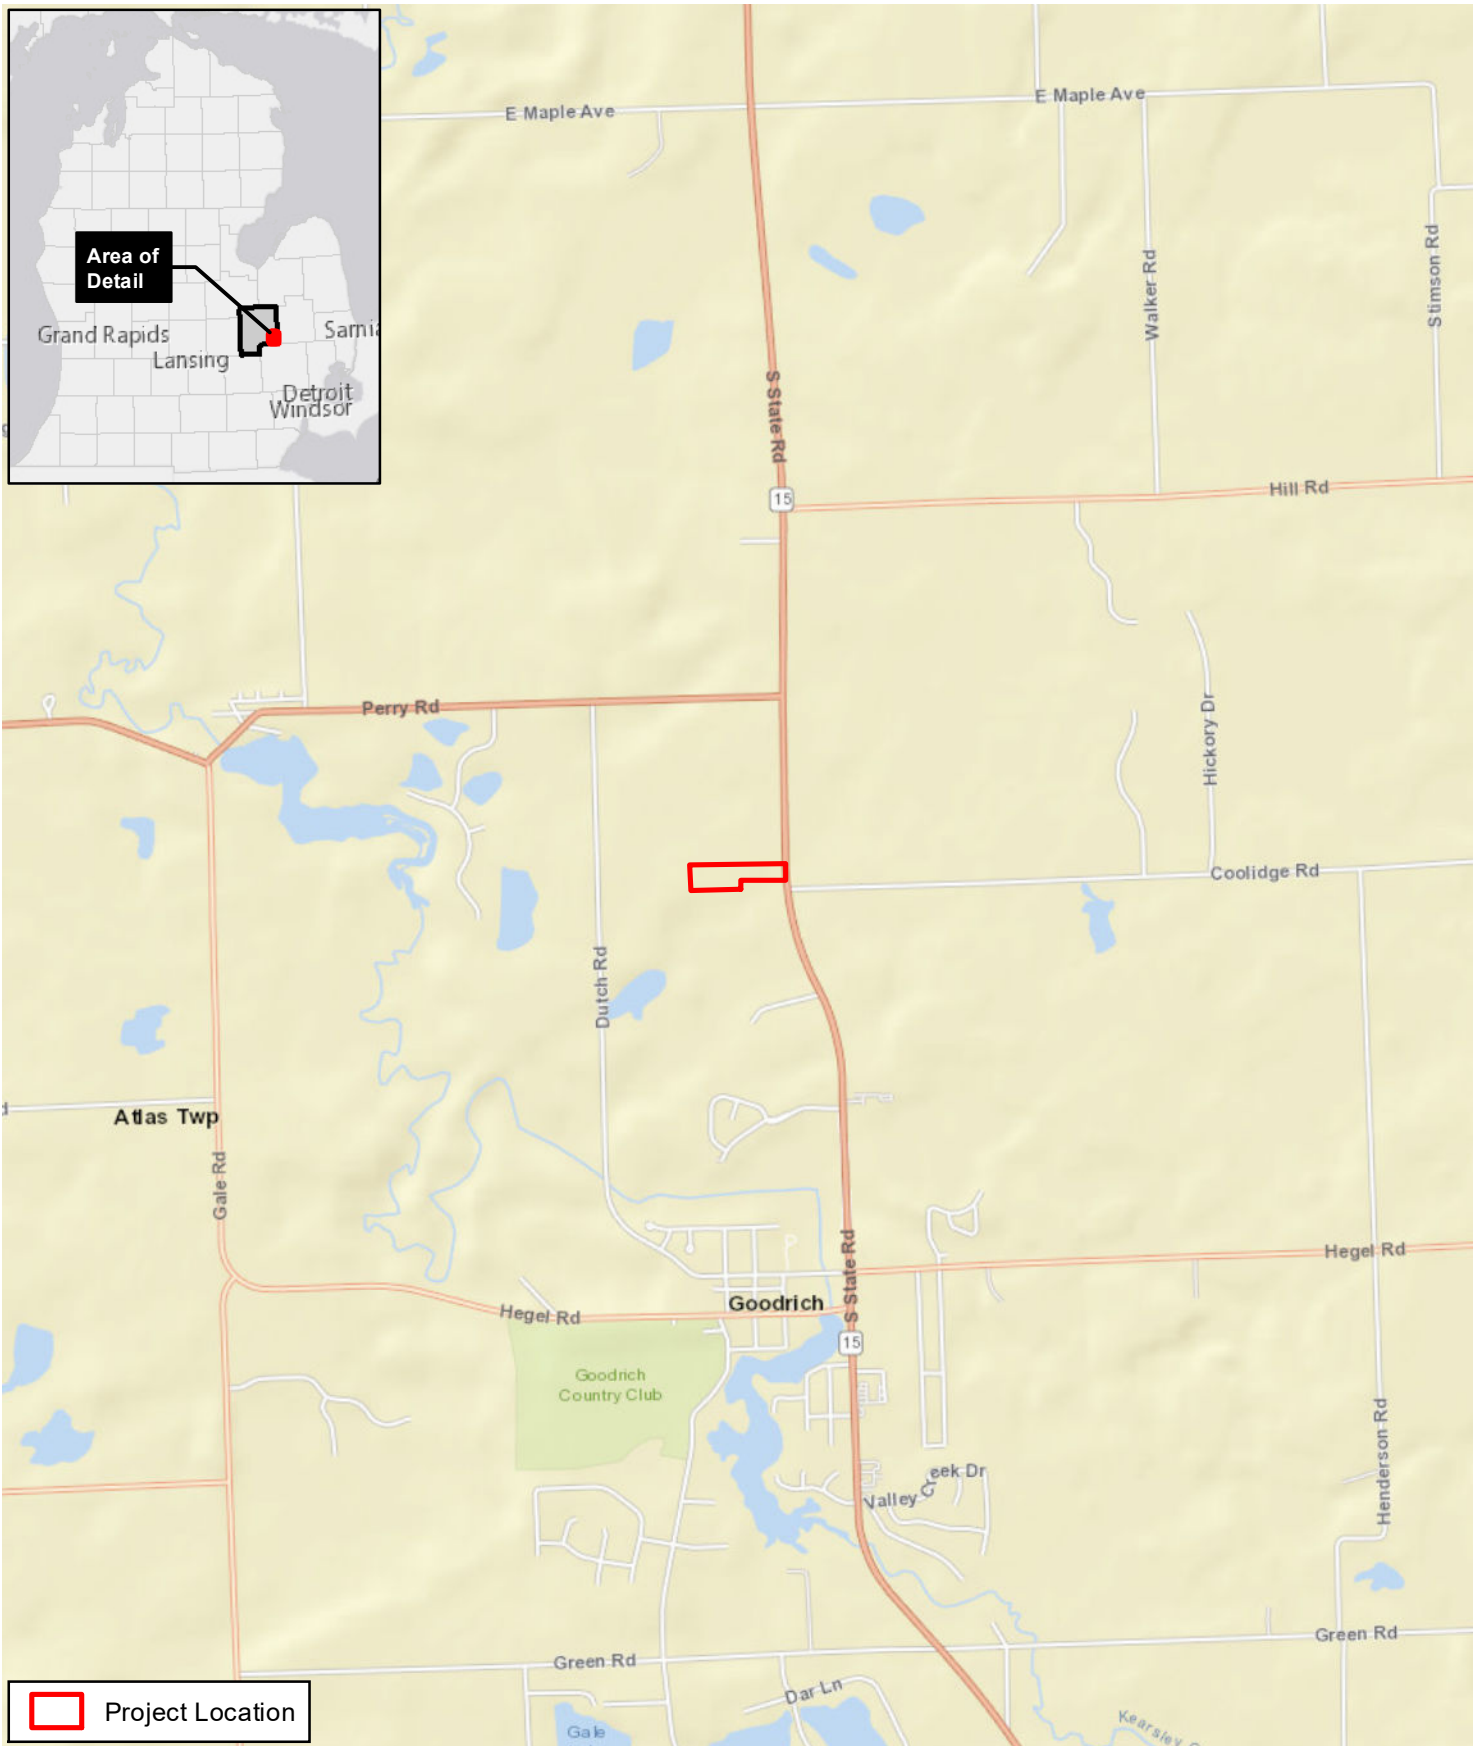 Area of
Detail
Grand Rapids
Lansing
Sarnia
Detroit
Windsor
E Maple Ave
E Maple Ave
Walker Rd
Stimson Rd
S State Rd
15
Hill Rd
Perry Rd
Hickory Dr
Coolidge Rd
Dutch Rd
Atlas Twp
Gale Rd
Hegel Rd
S State Rd
Goodrich
Hegel Rd
15
Goodrich
Country Club
Henderson Rd
Valley Creek Dr
Green Rd
Green Rd
Dar Ln
Gale
Kearsley
Project Location